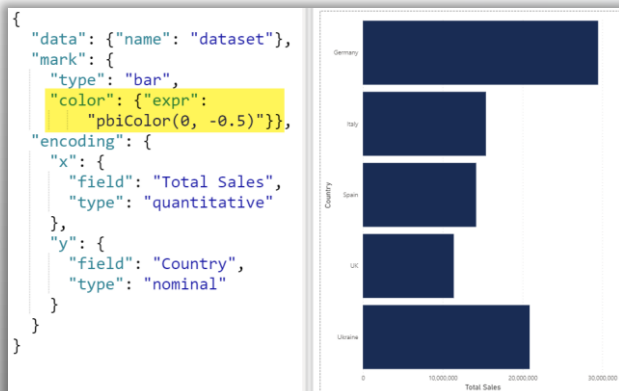 {
"data": {"name": "dataset"},
"mark": {
"type": "bar",
"color": {"expr":
"pbiColor(0, -0.5)"}},
"encoding": {
"x": {
"field": "Total Sales",
"type": "quantitative"
},
"y": {
"field": "Country",
"type": "nominal"
}
}
}
Country
Germany
Italy
Spain
UK
Ukraine
0 10,000,000 20,000,000 30,000,000
Total Sales